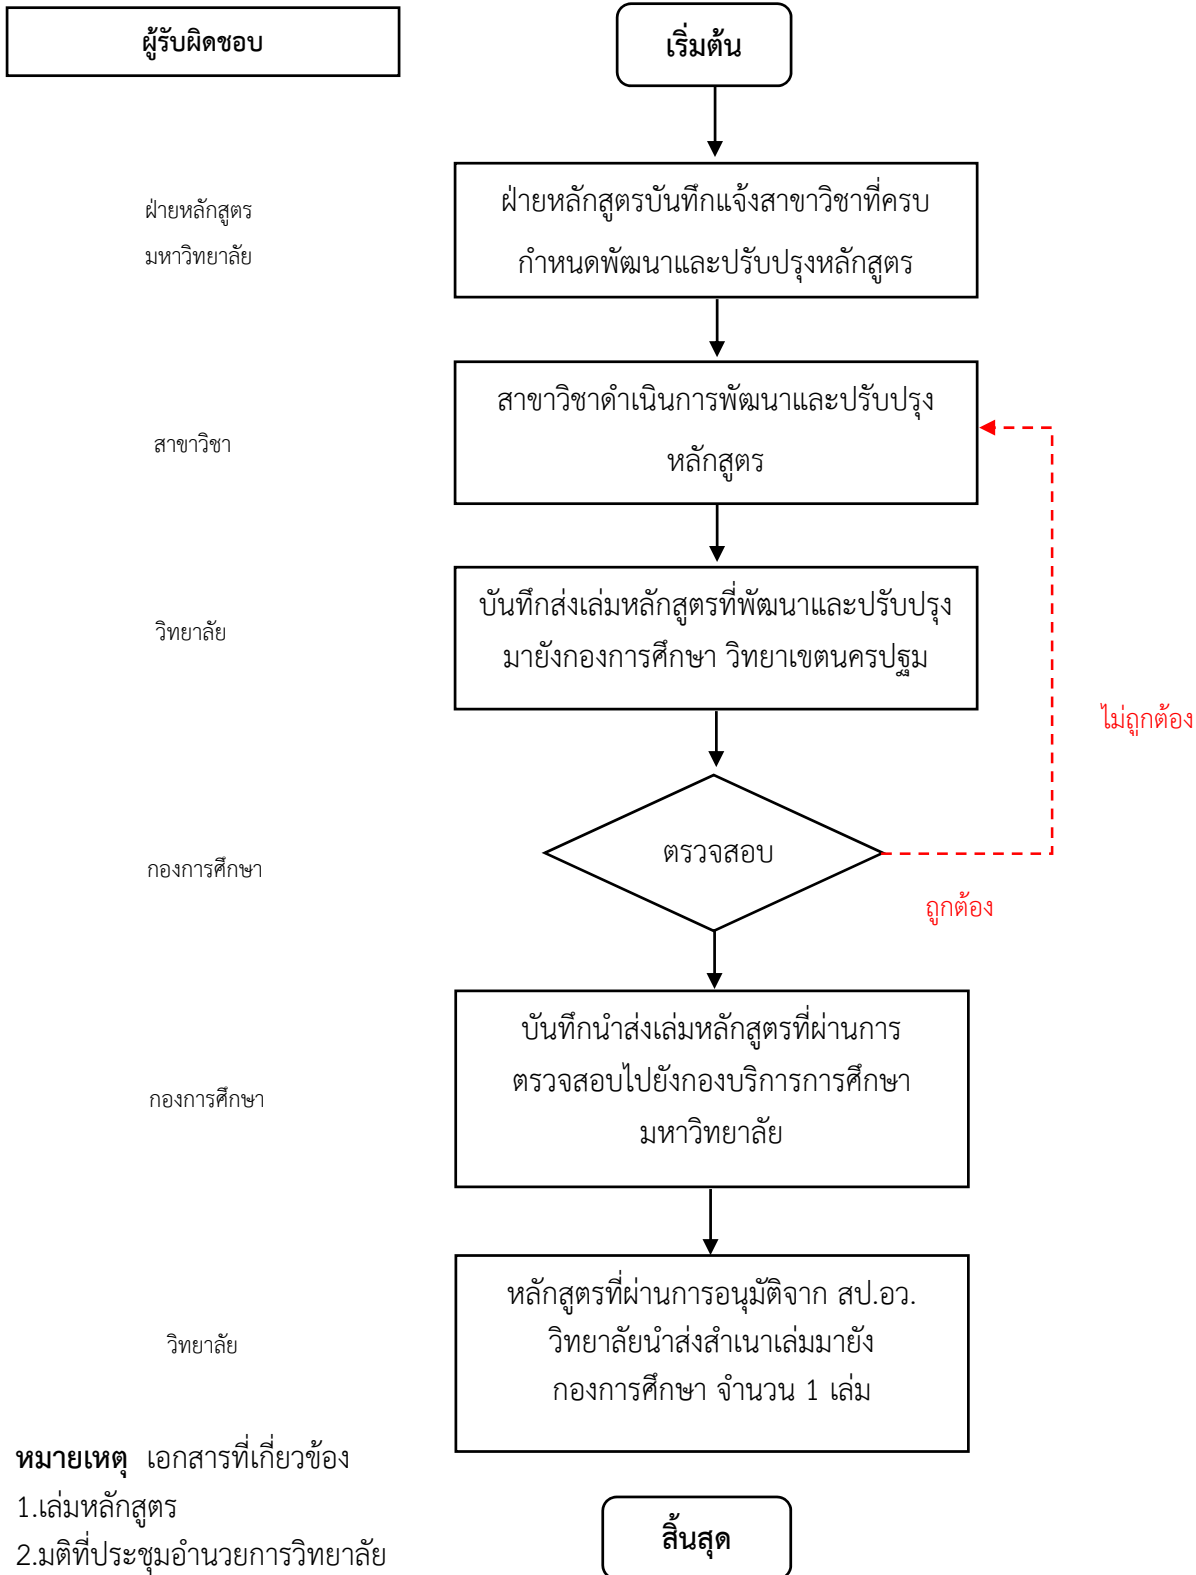 ผู้รับผิดชอบ
เริ่มต้น
ฝ่ายหลักสูตร
มหาวิทยาลัย
ฝ่ายหลักสูตรบันทึกแจ้งสาขาวิชาที่ครบ
กำหนดพัฒนาและปรับปรุงหลักสูตร
สาขาวิชา
สาขาวิชาดำเนินการพัฒนาและปรับปรุง
หลักสูตร
วิทยาลัย
บันทึกส่งเล่มหลักสูตรที่พัฒนาและปรับปรุง
มายังกองการศึกษา วิทยาเขตนครปฐม
ไม่ถูกต้อง
กองการศึกษา
ตรวจสอบ
ถูกต้อง
กองการศึกษา
บันทึกนำส่งเล่มหลักสูตรที่ผ่านการ
ตรวจสอบไปยังกองบริการการศึกษา
มหาวิทยาลัย
วิทยาลัย
หลักสูตรที่ผ่านการอนุมัติจาก สป.อว.
วิทยาลัยนำส่งสำเนาเล่มมายัง
กองการศึกษา จำนวน 1 เล่ม
หมายเหตุ เอกสารที่เกี่ยวข้อง
1.เล่มหลักสูตร
2.มติที่ประชุมอำนวยการวิทยาลัย
สิ้นสุด